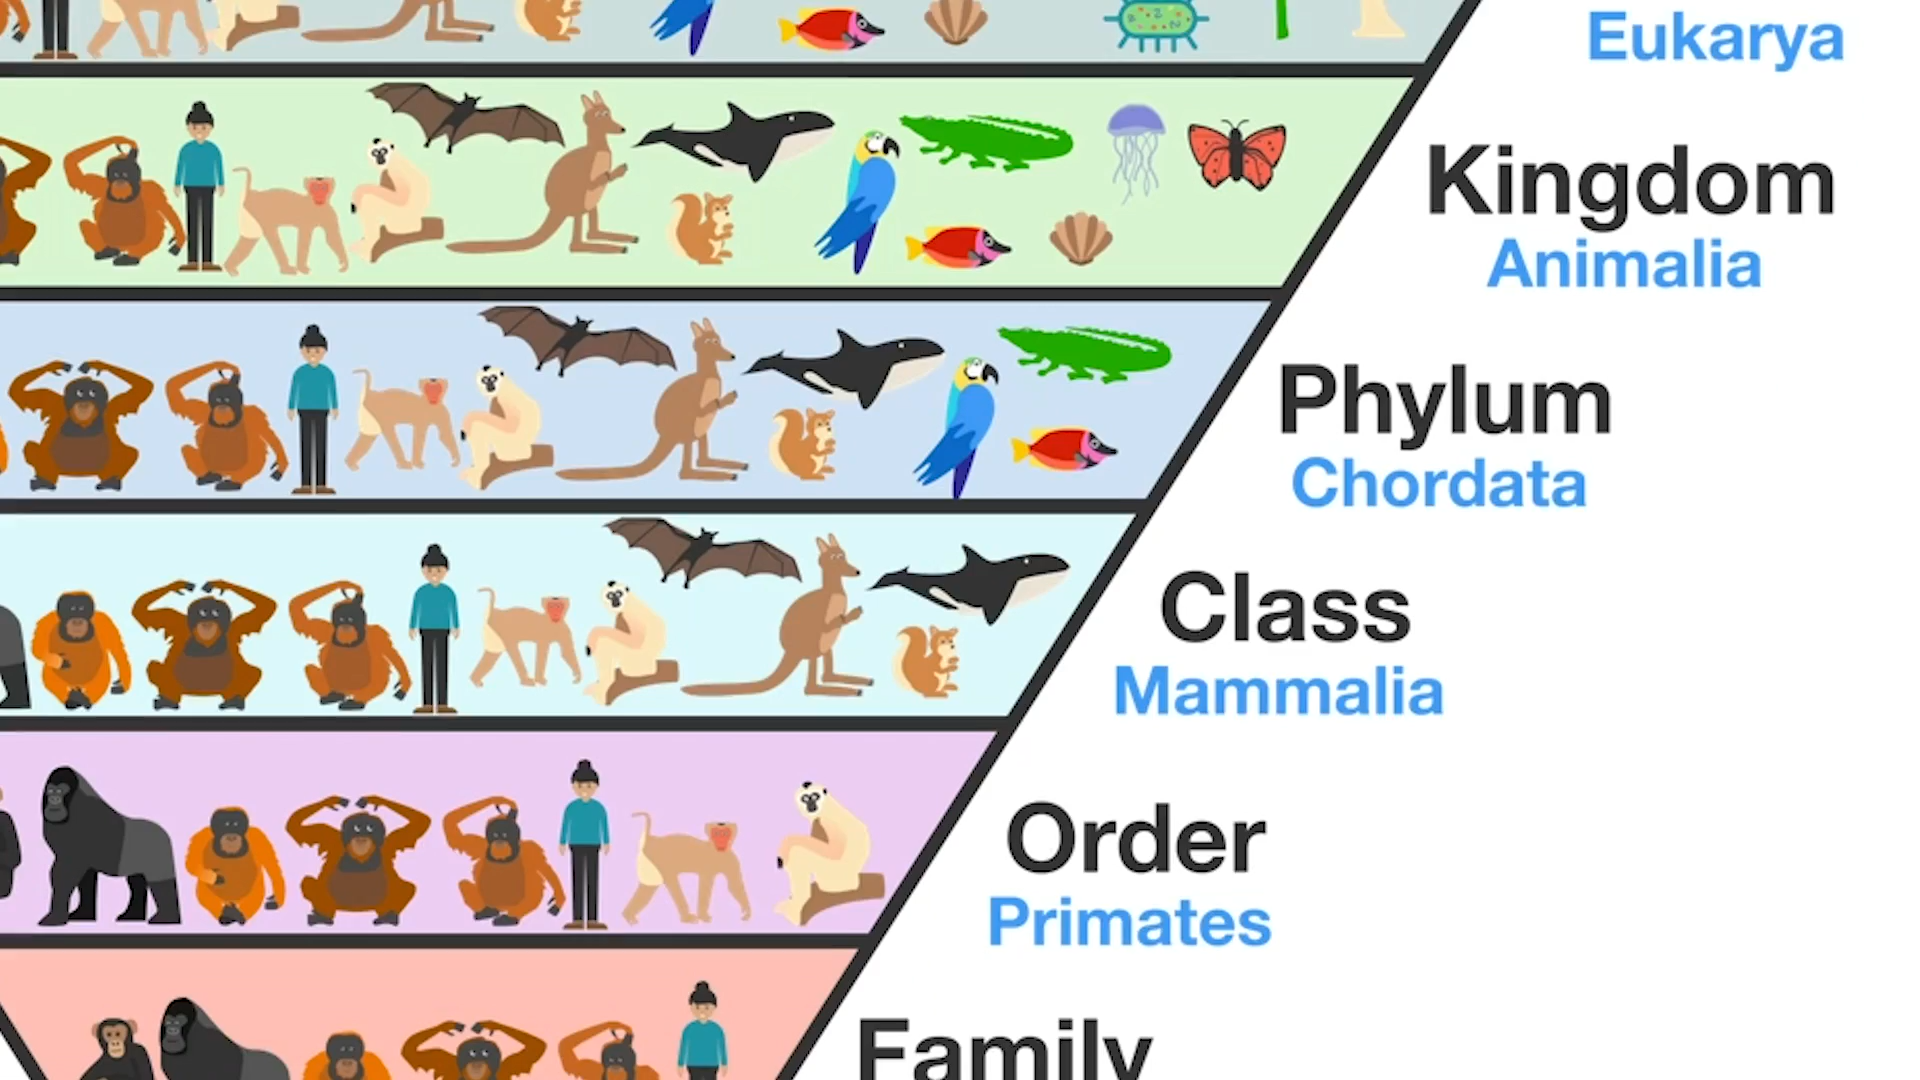 Eukarya
Kingdom
Animalia
Phylum
Chordata
Class
Mammalia
Order
Primates
Family